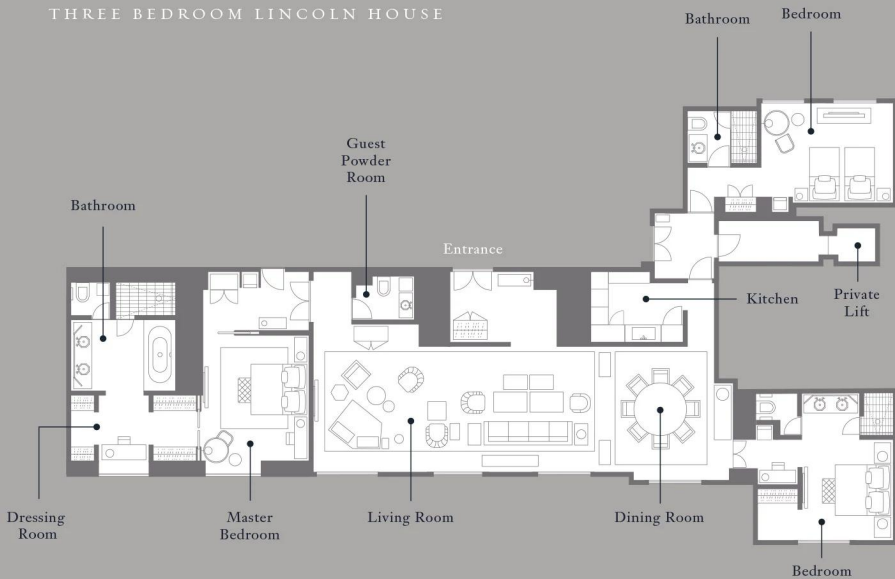 THREE BEDROOM LINCOLN HOUSE
Bathroom
Bedroom
Guest
Powder
Room
Bathroom
Entrance
Kitchen
Private
Lift
Dressing
Room
Master
Bedroom
Living Room
Dining Room
Bedroom